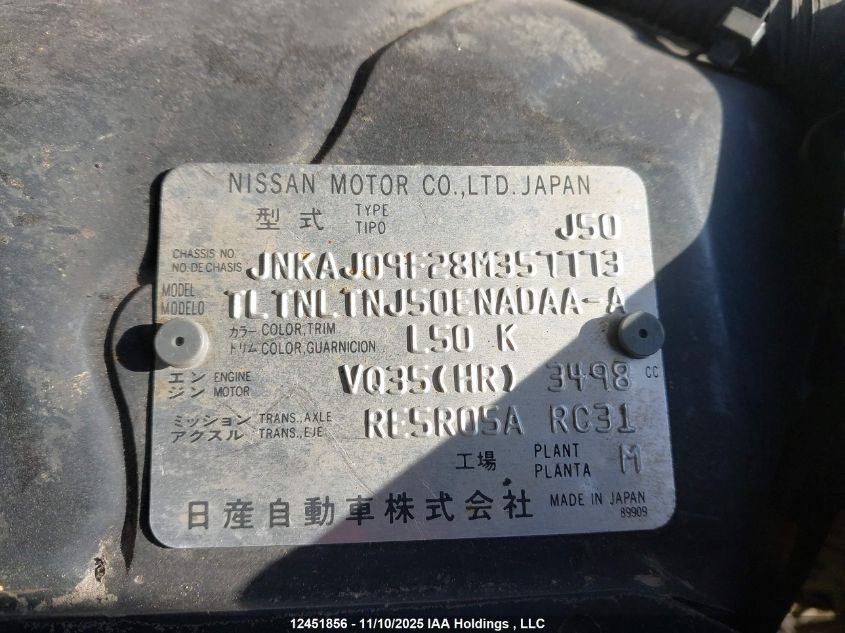 NISSAN MOTOR CO.,LTD. JAPAN
型式 TYPE TIPO J50
CHASSIS NO. NO. DE CHASIS JNKAJ09F28M357773
MODEL MODELO TLTNLTNJ50ENADAA-A
カラー COLOR,TRIM トリム COLOR,GUARNICION L50 K
エンジン ENGINE MOTOR VQ35(HR) 3498 CC
ミッション アクスル TRANS.,AXLE TRANS.,EJE RE5R05A RC31
工場 PLANT PLANTA M
日産自動車株式会社 MADE IN JAPAN
89909
12451856 - 11/10/2025 IAA Holdings , LLC